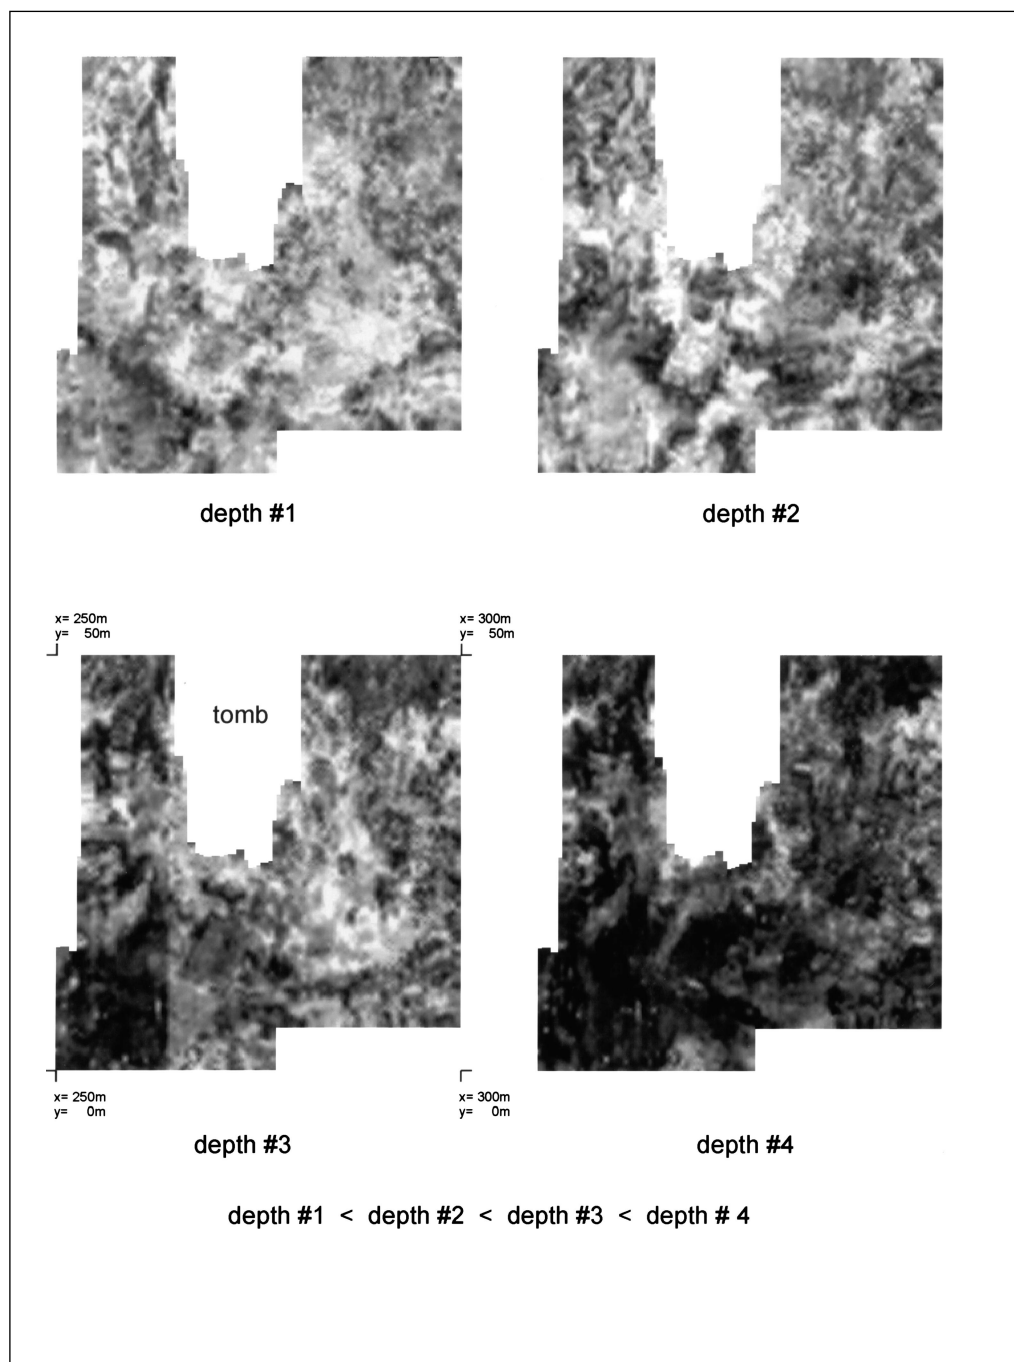 depth #1
depth #2
x= 250m
y= 50m
x= 300m
y= 50m
tomb
x= 250m
y= 0m
x= 300m
y= 0m
depth #3
depth #4
depth #1 < depth #2 < depth #3 < depth # 4